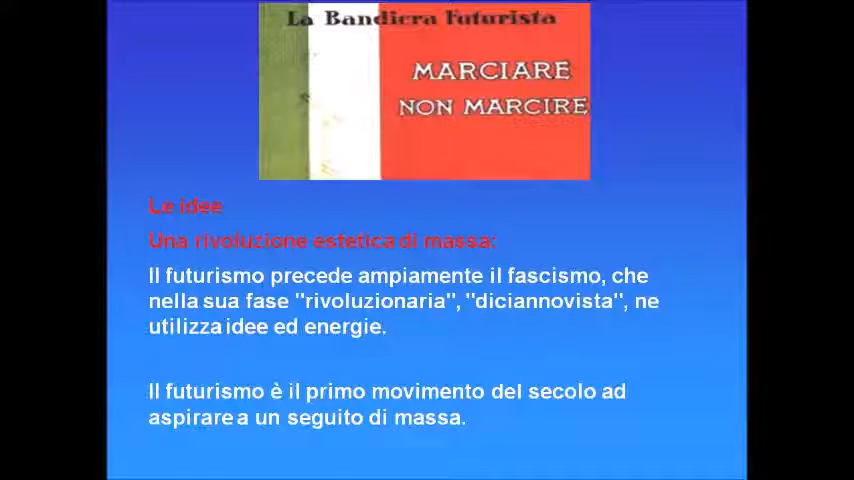 La Bandiera Futurista
MARCIARE
NON MARCIRE
Le idee
Una rivoluzione estetica di massa:
Il futurismo precede ampiamente il fascismo, che
nella sua fase "rivoluzionaria", "diciannovista", ne
utilizza idee ed energie.
Il futurismo è il primo movimento del secolo ad
aspirare a un seguito di massa.